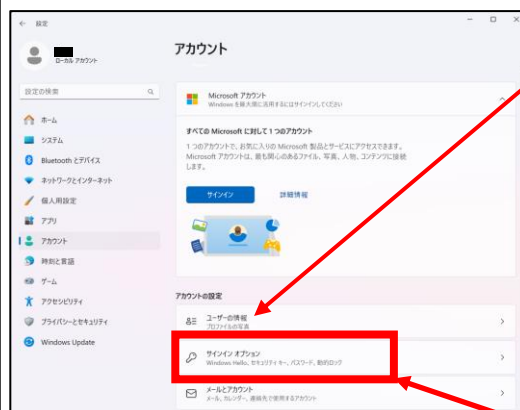 ← 設定
ローカル アカウント
設定の検索
ホーム
システム
Bluetooth とデバイス
ネットワークとインターネット
個人用設定
アプリ
アカウント
時刻と言語
ゲーム
アクセシビリティ
プライバシーとセキュリティ
Windows Update
アカウント
Microsoft アカウント
Windows を最大限に活用するにはサインインしてください
すべての Microsoft に対して 1 つのアカウント
1 つのアカウントで、お気に入りの Microsoft 製品とサービスにアクセスできます。
Microsoft アカウントは、最も関心のあるファイル、写真、人物、コンテンツに接続
します。
サインイン 詳細情報
アカウントの設定
ユーザーの情報
プロファイルの写真
サインイン オプション
Windows Hello、セキュリティ キー、パスワード、動的ロック
メールとアカウント
メール、カレンダー、連絡先で使用するアカウント